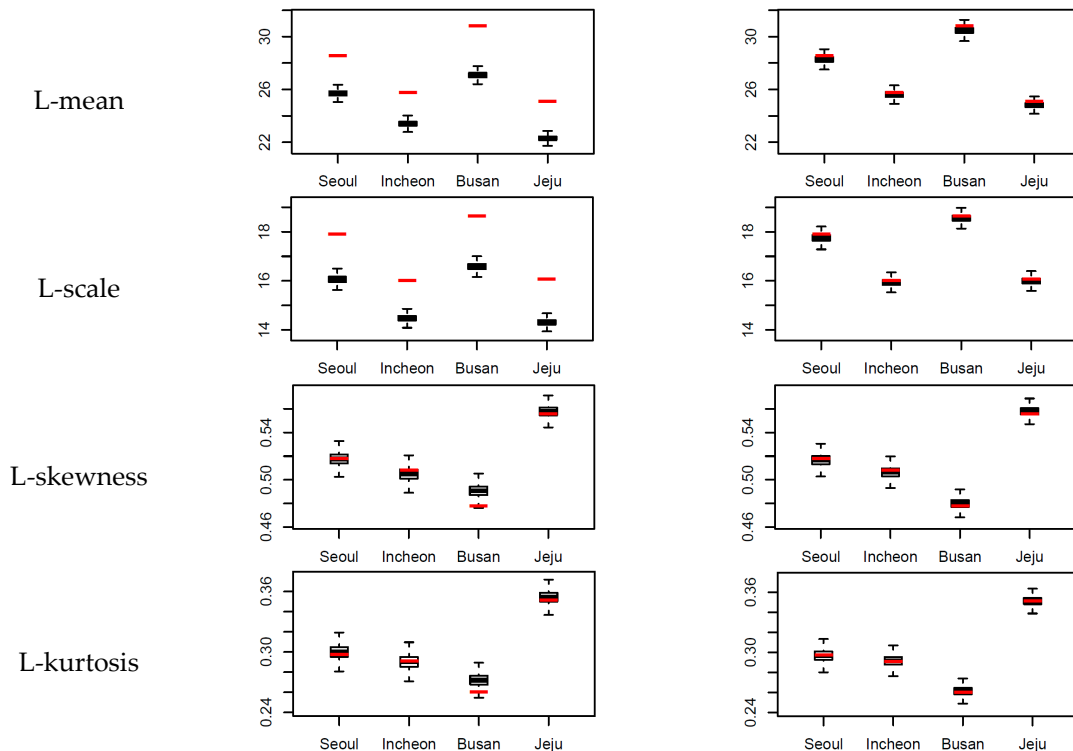 L-mean
22 26 30
Seoul Incheon Busan Jeju
22 26 30
Seoul Incheon Busan Jeju
L-scale
14 16 18
Seoul Incheon Busan Jeju
14 16 18
Seoul Incheon Busan Jeju
L-skewness
0.46 0.50 0.54
Seoul Incheon Busan Jeju
0.46 0.50 0.54
Seoul Incheon Busan Jeju
L-kurtosis
0.24 0.30 0.36
Seoul Incheon Busan Jeju
0.24 0.30 0.36
Seoul Incheon Busan Jeju